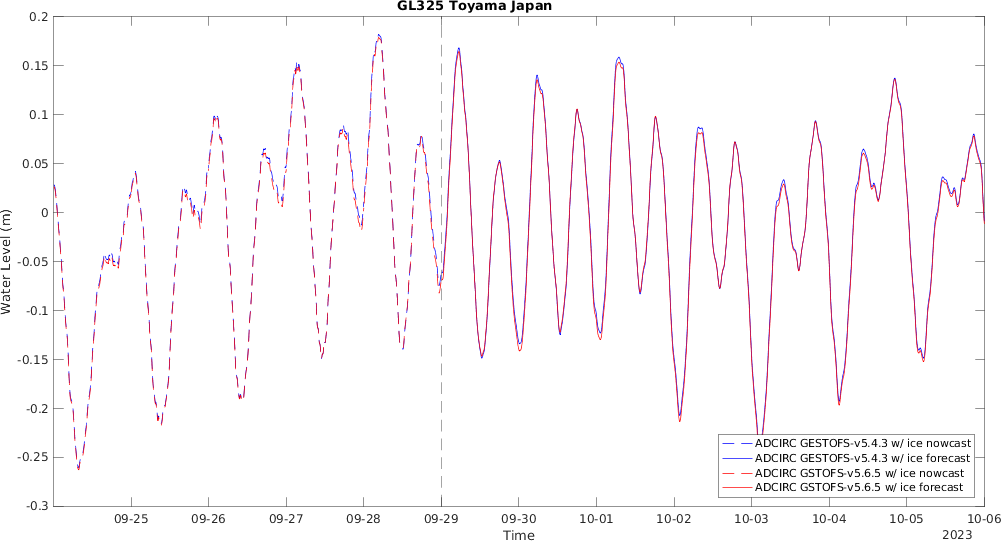 GL325 Toyama Japan
Water Level (m)
0.2
0.15
0.1
0.05
0
-0.05
-0.1
-0.15
-0.2
-0.25
-0.3
ADCIRC GESTOFS-v5.4.3 w/ ice nowcast
ADCIRC GESTOFS-v5.4.3 w/ ice forecast
ADCIRC GSTOFS-v5.6.5 w/ ice nowcast
ADCIRC GSTOFS-v5.6.5 w/ ice forecast
09-25 09-26 09-27 09-28 09-29 09-30 10-01 10-02 10-03 10-04 10-05 10-06
Time
2023